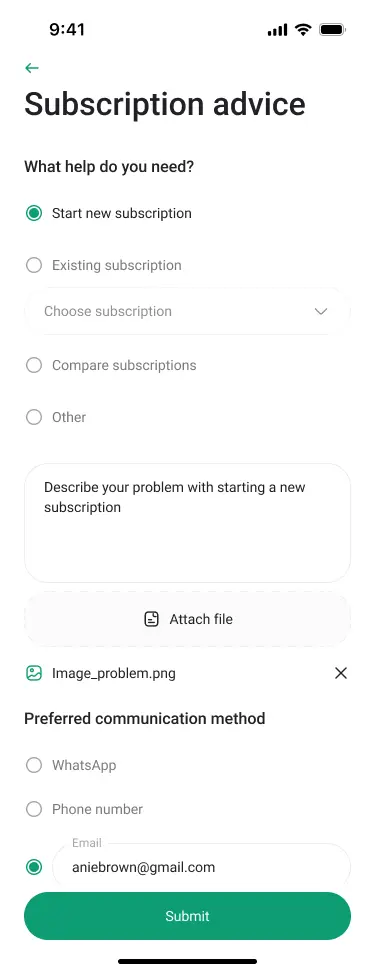 9:41
Subscription advice
What help do you need?
Start new subscription
Existing subscription
Choose subscription
Compare subscriptions
Other
Describe your problem with starting a new
subscription
Attach file
Image_problem.png
Preferred communication method
WhatsApp
Phone number
Email
aniebrown@gmail.com
Submit